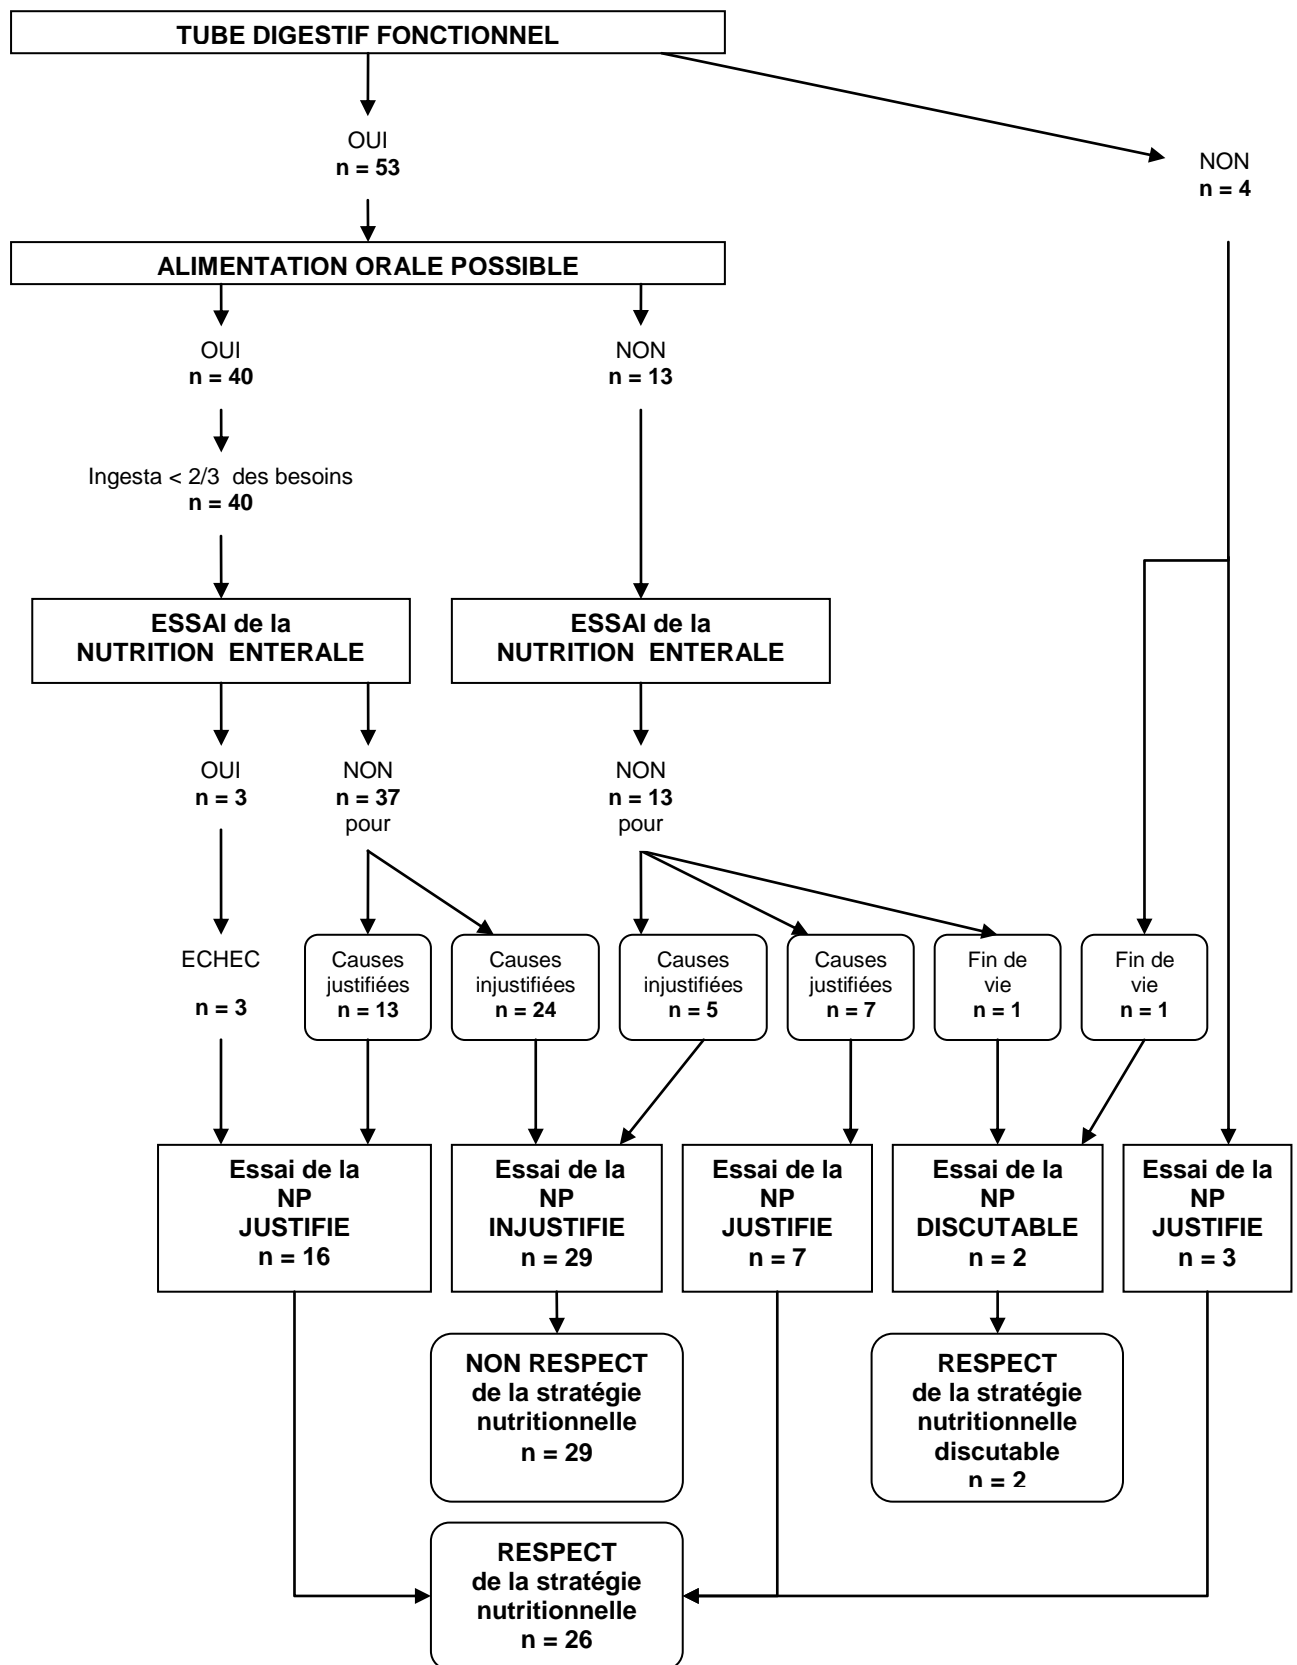 TUBE DIGESTIF FONCTIONNEL
OUI
n = 53
NON
n = 4
ALIMENTATION ORALE POSSIBLE
OUI
n = 40
NON
n = 13
Ingesta < 2/3 des besoins
n = 40
ESSAI de la
NUTRITION ENTERALE
ESSAI de la
NUTRITION ENTERALE
OUI
n = 3
NON
n = 37
pour
NON
n = 13
pour
ECHEC
n = 3
Causes
justifiées
n = 13
Causes
injustifiées
n = 24
Causes
injustifiées
n = 5
Causes
justifiées
n = 7
Fin de
vie
n = 1
Fin de
vie
n = 1
Essai de la
NP
JUSTIFIE
n = 16
Essai de la
NP
INJUSTIFIE
n = 29
Essai de la
NP
JUSTIFIE
n = 7
Essai de la
NP
DISCUTABLE
n = 2
Essai de la
NP
JUSTIFIE
n = 3
NON RESPECT
de la stratégie
nutritionnelle
n = 29
RESPECT
de la stratégie
nutritionnelle
discutable
n = 2
RESPECT
de la stratégie
nutritionnelle
n = 26